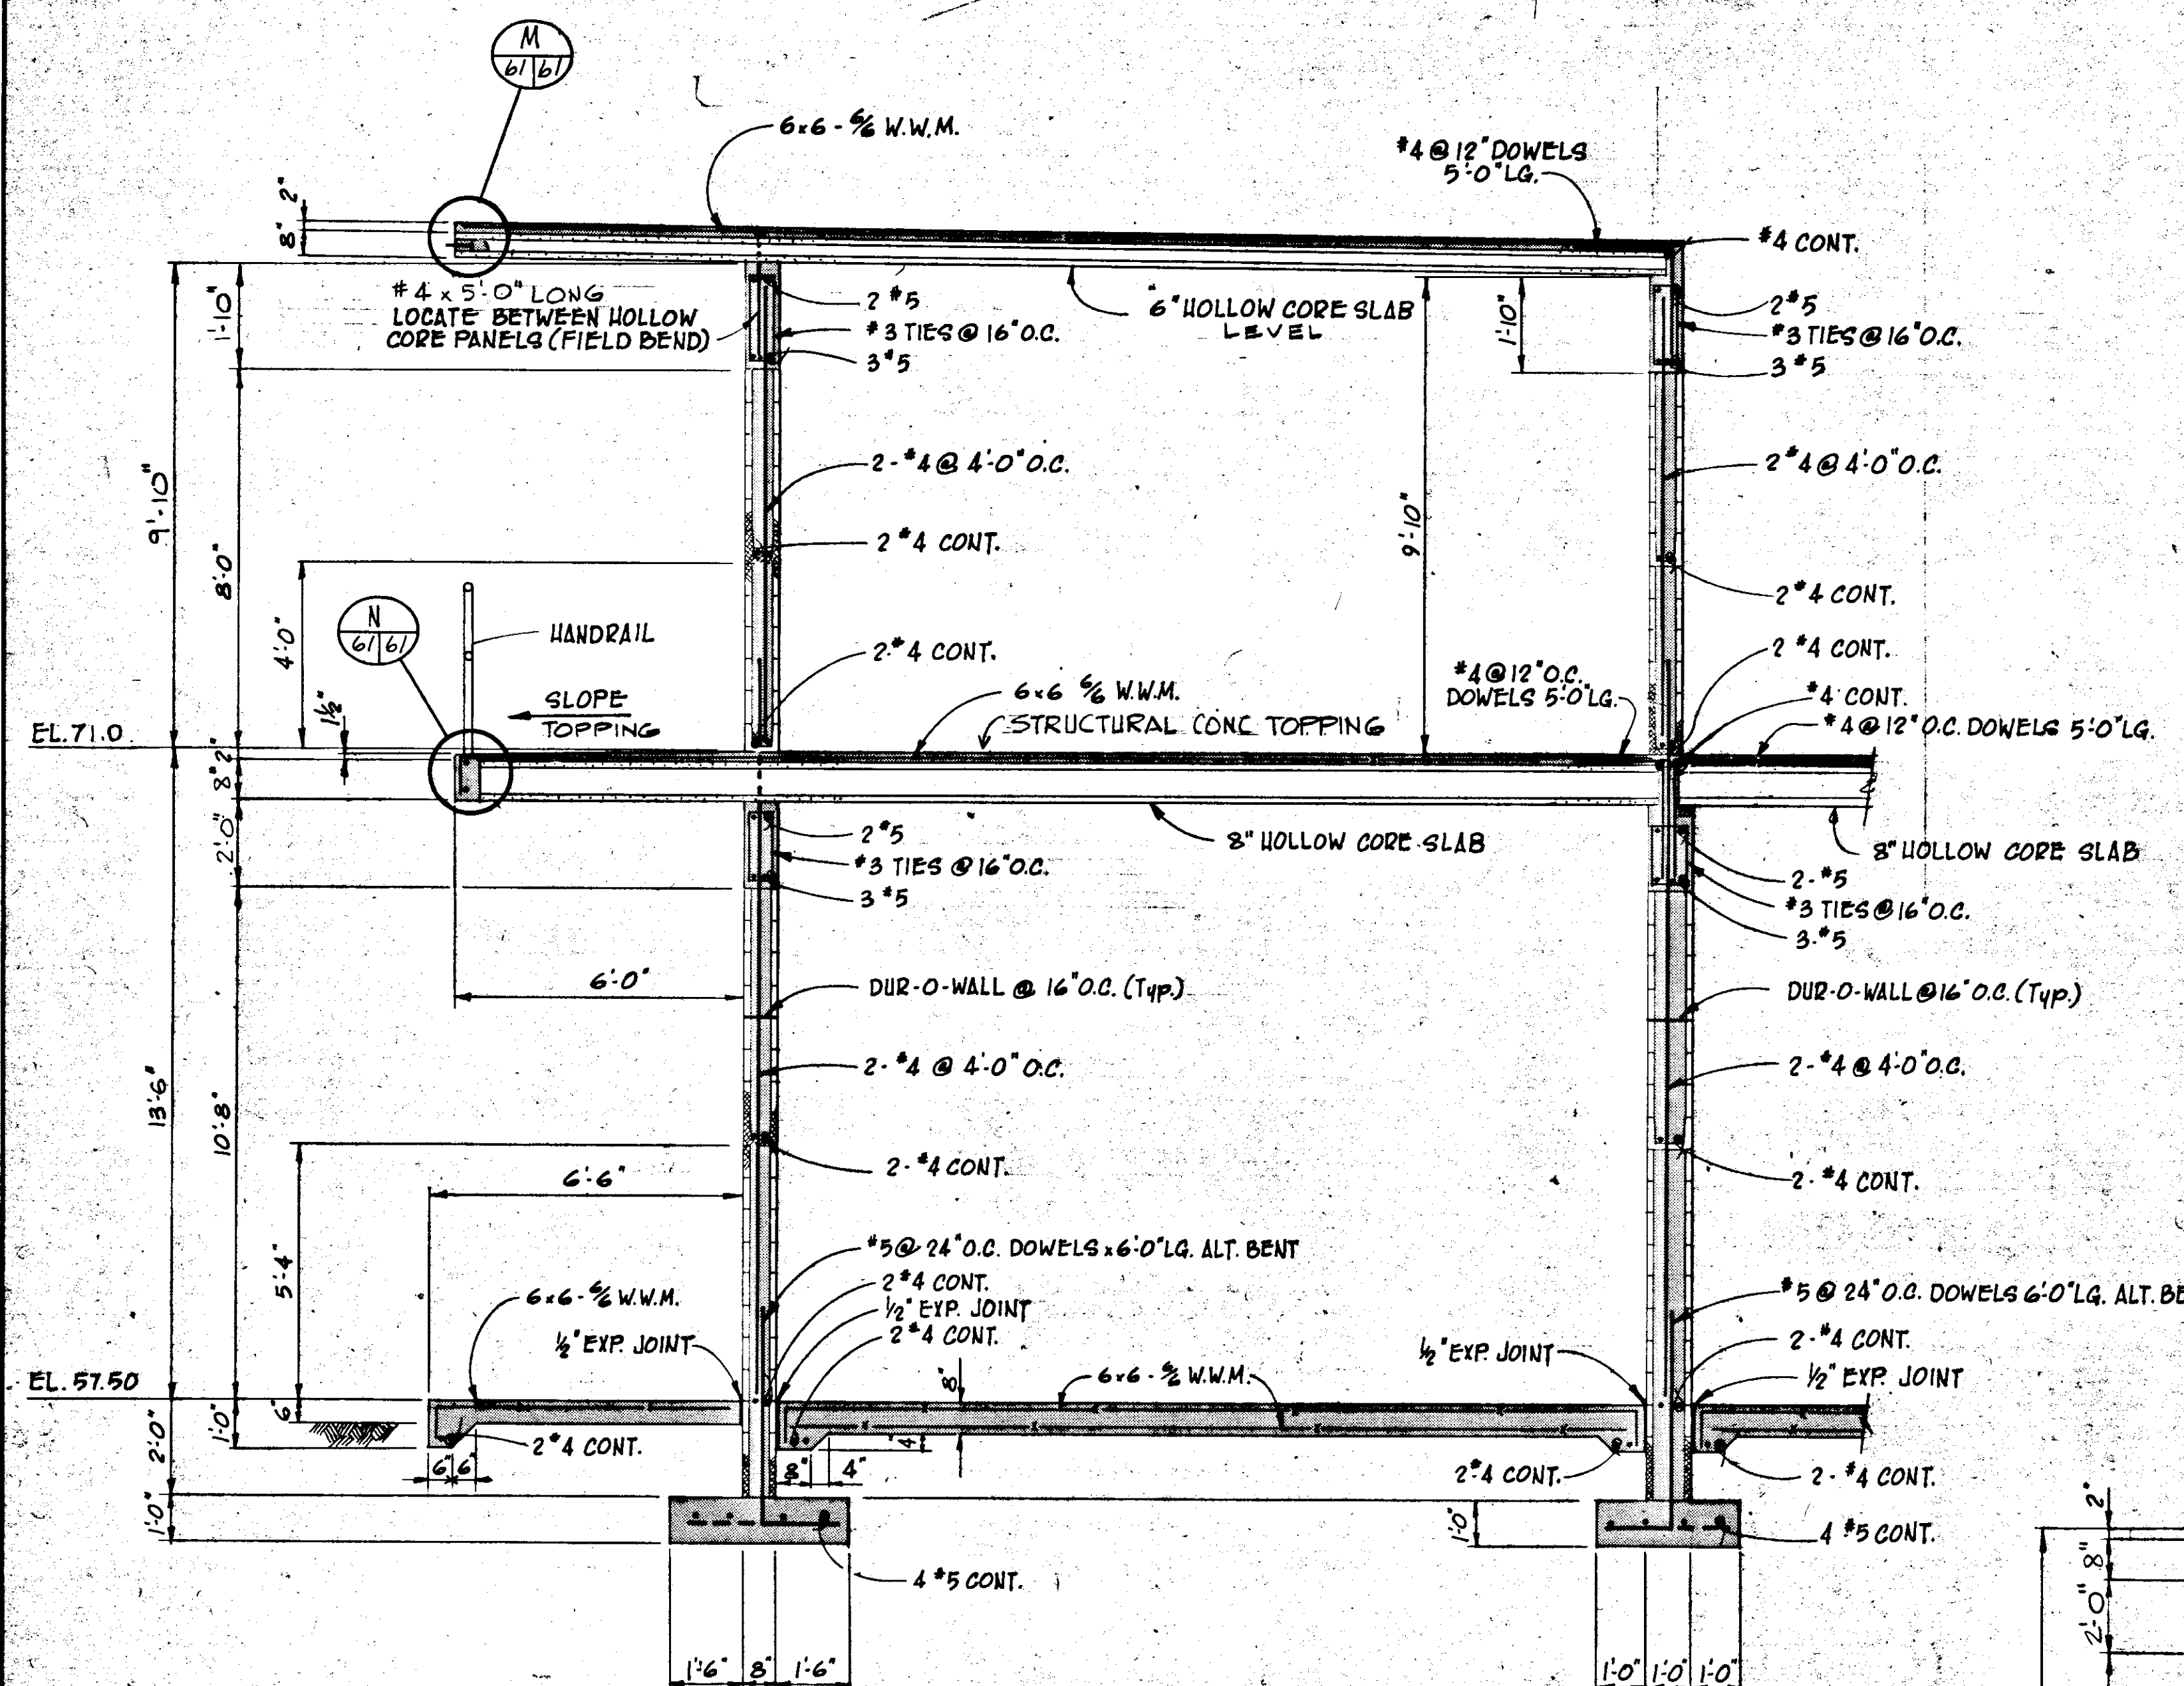 M
61 61
6x6 - 6/6 W.W.M.
#4 @ 12" DOWELS
5'-0" LG.
2"
8"
#4 CONT.
#4 x 5'-0" LONG
LOCATE BETWEEN HOLLOW
CORE PANELS (FIELD BEND)
1'-10"
2 #5
#3 TIES @ 16" O.C.
3 #5
6" HOLLOW CORE SLAB
LEVEL
1'-10"
2 #5
#3 TIES @ 16" O.C.
3 #5
9'-10"
8'-0"
2 - #4 @ 4'-0" O.C.
2 #4 @ 4'-0" O.C.
9'-10"
2 #4 CONT.
2 #4 CONT.
4'-0"
N
61 61
HANDRAIL
2 - #4 CONT.
2 #4 CONT.
#4 @ 12" O.C.
DOWELS 5'-0" LG.
6x6 6/6 W.W.M.
STRUCTURAL CONC TOPPING
#4 CONT.
#4 @ 12" O.C. DOWELS 5'-0" LG.
SLOPE
TOPPING
1½"
EL. 71.0
2"
8"
2'-0"
2 #5
#3 TIES @ 16" O.C.
3 #5
8" HOLLOW CORE SLAB
8" HOLLOW CORE SLAB
2 - #5
#3 TIES @ 16" O.C.
3 - #5
6'-0"
DUR-O-WALL @ 16" O.C. (Typ.)
DUR-O-WALL @ 16" O.C. (Typ.)
13'-6"
10'-8"
2 - #4 @ 4'-0" O.C.
2 - #4 @ 4'-0" O.C.
2 - #4 CONT.
2 - #4 CONT.
6'-6"
5'-4"
#5 @ 24" O.C. DOWELS x 6'-0" LG. ALT. BENT
2 #4 CONT.
½" EXP. JOINT
2 #4 CONT.
#5 @ 24" O.C. DOWELS 6'-0" LG. ALT. BE
2 - #4 CONT.
½" EXP. JOINT
6x6 - 6/6 W.W.M.
½" EXP. JOINT
½" EXP. JOINT
8"
6x6 - 6/6 W.W.M.
EL. 57.50
6"
1'-0"
2'-0"
1'-0"
2 #4 CONT.
6" 6"
8" 4"
4"
2 - #4 CONT.
2 - #4 CONT.
1'-0"
4 #5 CONT.
4 #5 CONT.
1'-6" 8" 1'-6"
1'-0" 1'-0" 1'-0"
2"
8"
2'-0"